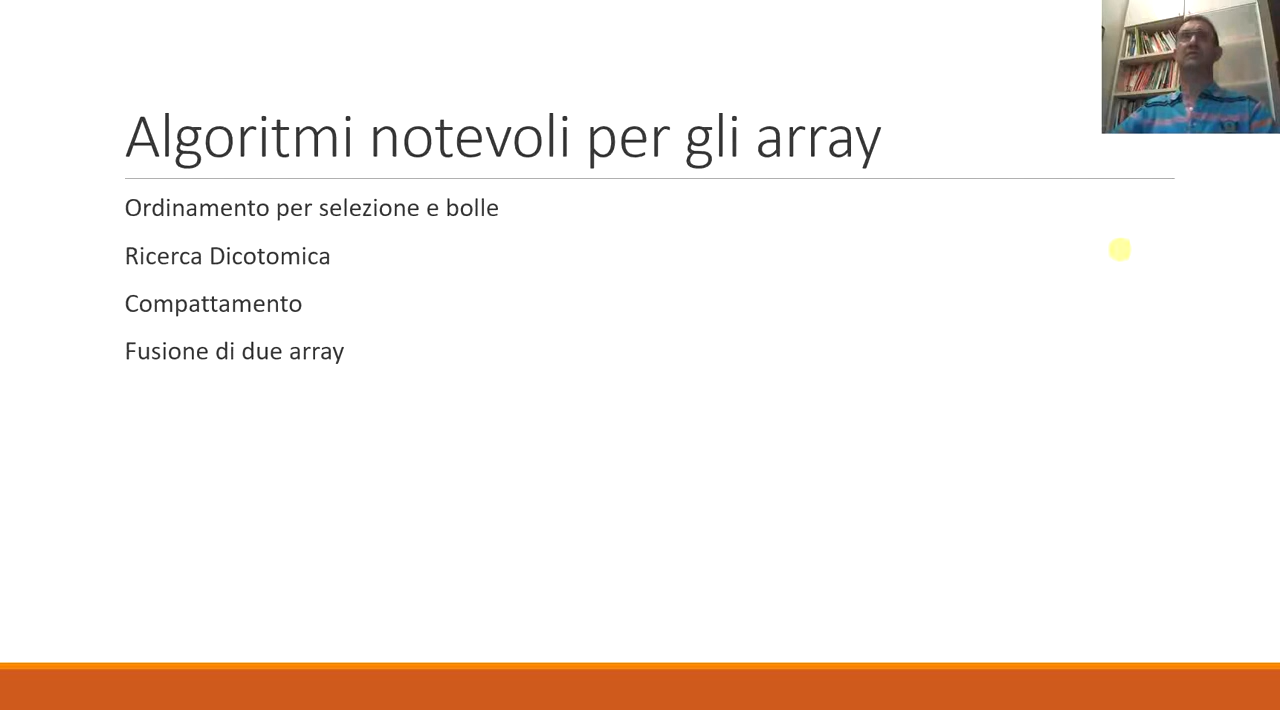 Algoritmi notevoli per gli array
Ordinamento per selezione e bolle
Ricerca Dicotomica
Compattamento
Fusione di due array